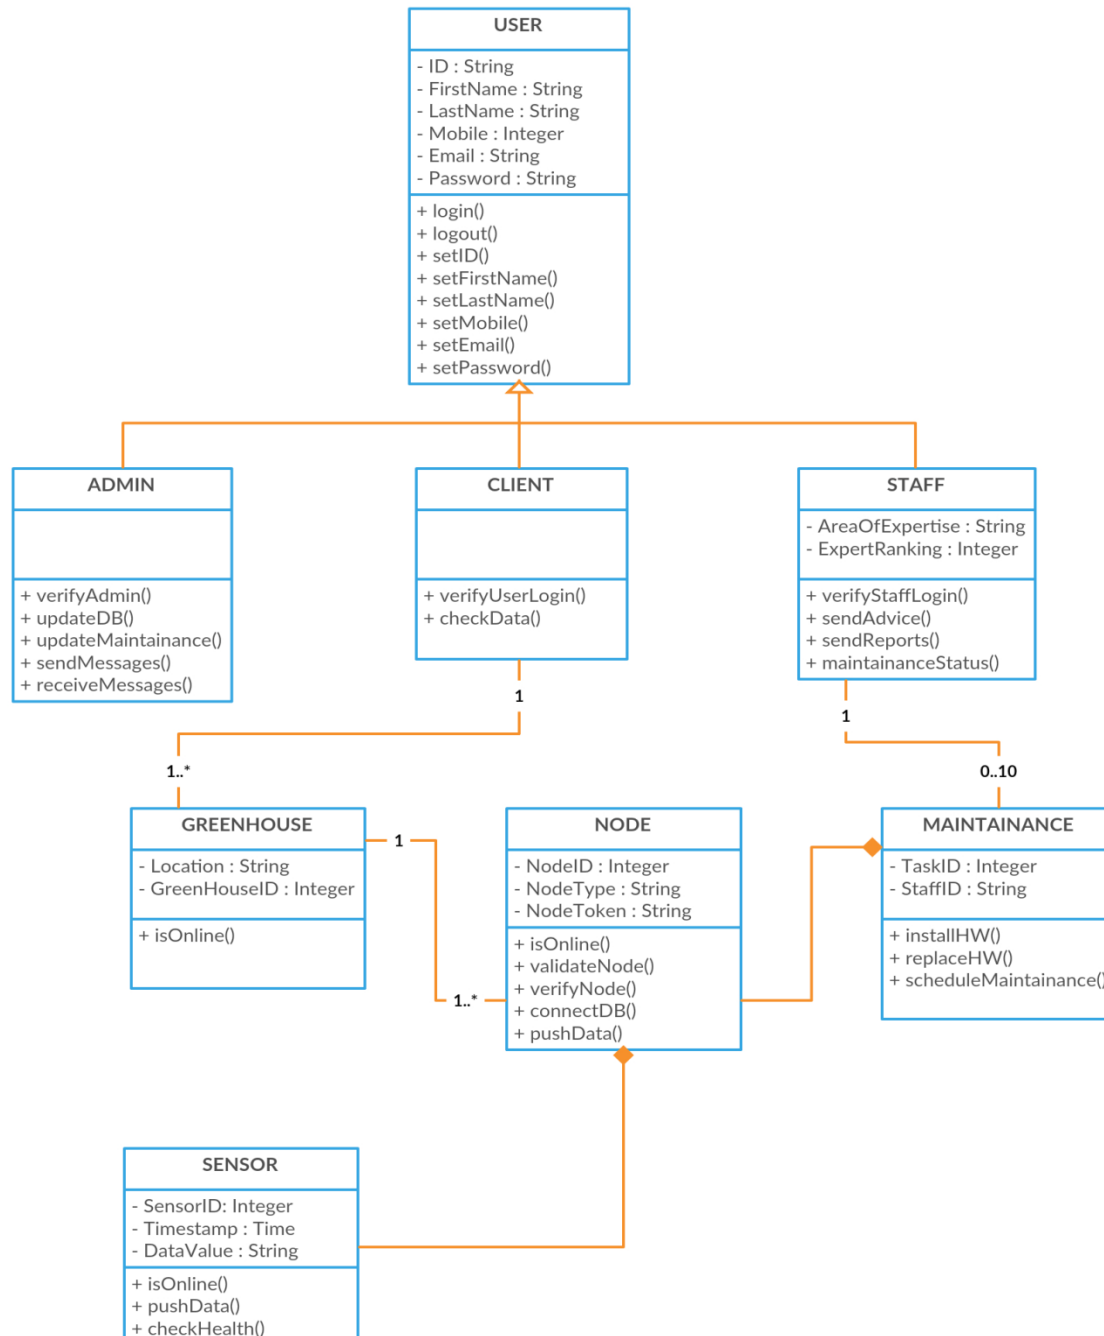 USER
- ID : String
- FirstName : String
- LastName : String
- Mobile : Integer
- Email : String
- Password : String
+ login()
+ logout()
+ setID()
+ setFirstName()
+ setLastName()
+ setMobile()
+ setEmail()
+ setPassword()
ADMIN
+ verifyAdmin()
+ updateDB()
+ updateMaintainance()
+ sendMessages()
+ receiveMessages()
CLIENT
+ verifyUserLogin()
+ checkData()
STAFF
- AreaOfExpertise : String
- ExpertRanking : Integer
+ verifyStaffLogin()
+ sendAdvice()
+ sendReports()
+ maintainanceStatus()
1
1..*
1
0..10
GREENHOUSE
- Location : String
- GreenHouseID : Integer
+ isOnline()
1
1..*
NODE
- NodeID : Integer
- NodeType : String
- NodeToken : String
+ isOnline()
+ validateNode()
+ verifyNode()
+ connectDB()
+ pushData()
MAINTAINANCE
- TaskID : Integer
- StaffID : String
+ installHW()
+ replaceHW()
+ scheduleMaintainance()
SENSOR
- SensorID: Integer
- Timestamp : Time
- DataValue : String
+ isOnline()
+ pushData()
+ checkHealth()